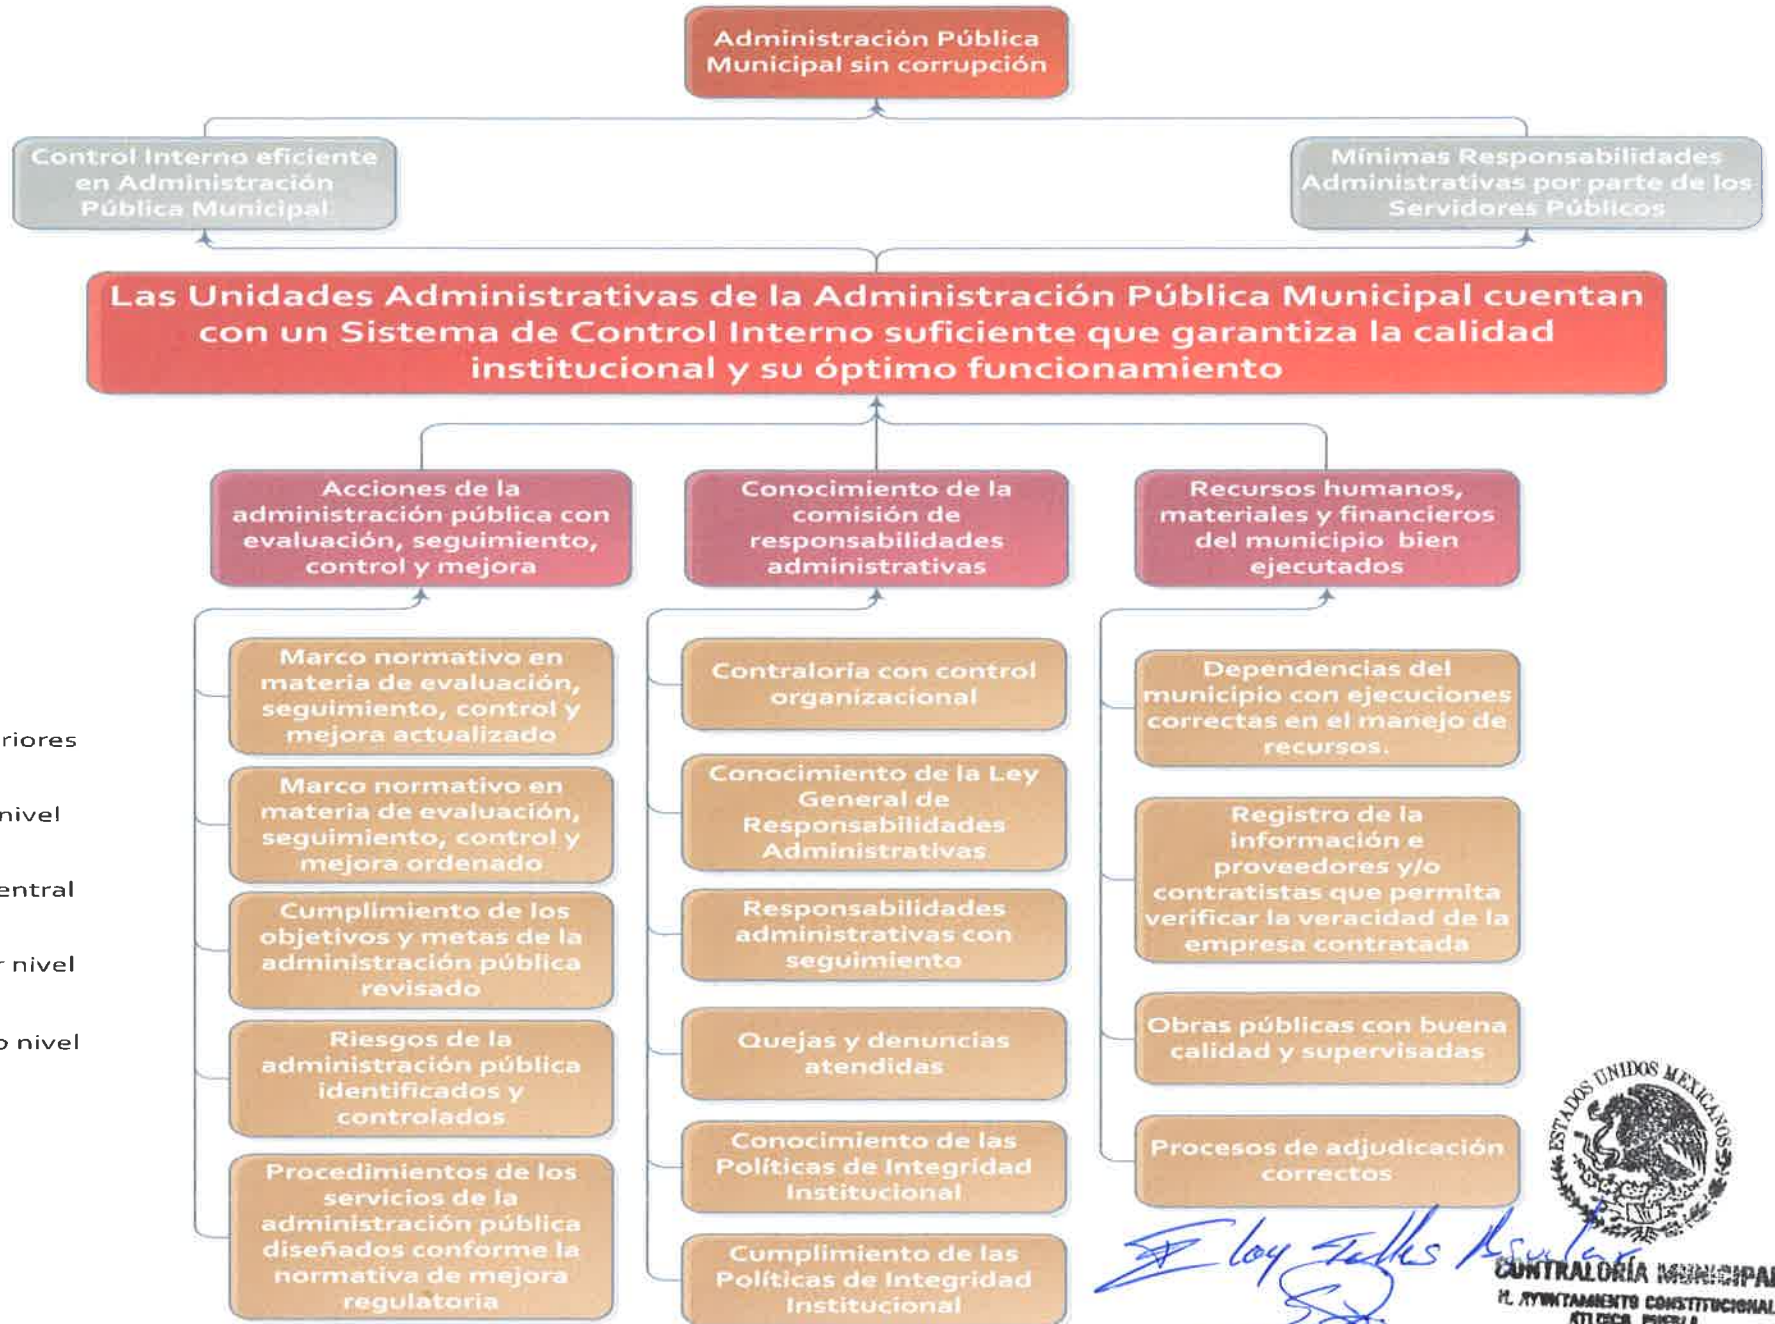 Administración Pública
Municipal sin corrupción
Control Interno eficiente
en Administración
Pública Municipal
Mínimas Responsabilidades
Administrativas por parte de los
Servidores Públicos
Las Unidades Administrativas de la Administración Pública Municipal cuentan
con un Sistema de Control Interno suficiente que garantiza la calidad
institucional y su óptimo funcionamiento
Acciones de la
administración pública con
evaluación, seguimiento,
control y mejora
Conocimiento de la
comisión de
responsabilidades
administrativas
Recursos humanos,
materiales y financieros
del municipio bien
ejecutados
riores
nivel
entral
r nivel
o nivel
Marco normativo en
materia de evaluación,
seguimiento, control y
mejora actualizado
Marco normativo en
materia de evaluación,
seguimiento, control y
mejora ordenado
Cumplimiento de los
objetivos y metas de la
administración pública
revisado
Riesgos de la
administración pública
identificados y
controlados
Procedimientos de los
servicios de la
administración pública
diseñados conforme la
normativa de mejora
regulatoria
Contraloría con control
organizacional
Conocimiento de la Ley
General de
Responsabilidades
Administrativas
Responsabilidades
administrativas con
seguimiento
Quejas y denuncias
atendidas
Conocimiento de las
Políticas de Integridad
Institucional
Cumplimiento de las
Políticas de Integridad
Institucional
Dependencias del
municipio con ejecuciones
correctas en el manejo de
recursos.
Registro de la
información e
proveedores y/o
contratistas que permita
verificar la veracidad de la
empresa contratada
Obras públicas con buena
calidad y supervisadas
Procesos de adjudicación
correctos
ESTADOS UNIDOS MEXICANOS
Eloy
CONTRALORÍA MUNICIPAL
H. AYUNTAMIENTO CONSTITUCIONAL
PUEBLA